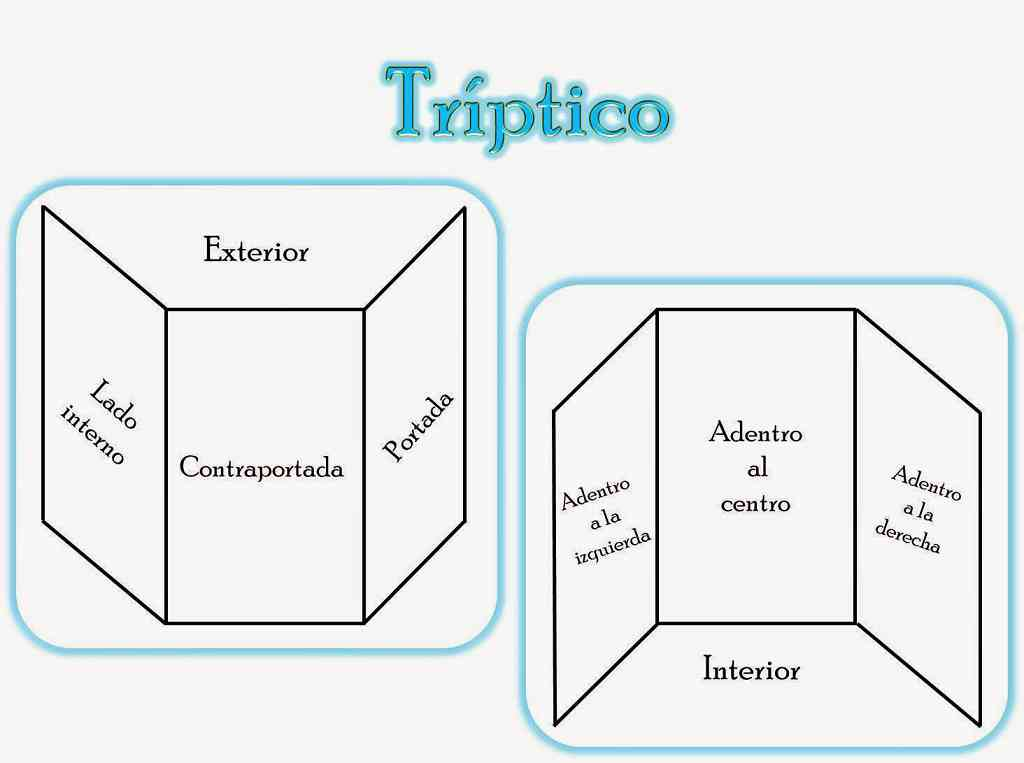 Tríptico
Exterior
Lado
interno
Contraportada
Portada
Adentro
a la
izquierda
Adentro
al
centro
Adentro
a la
derecha
Interior